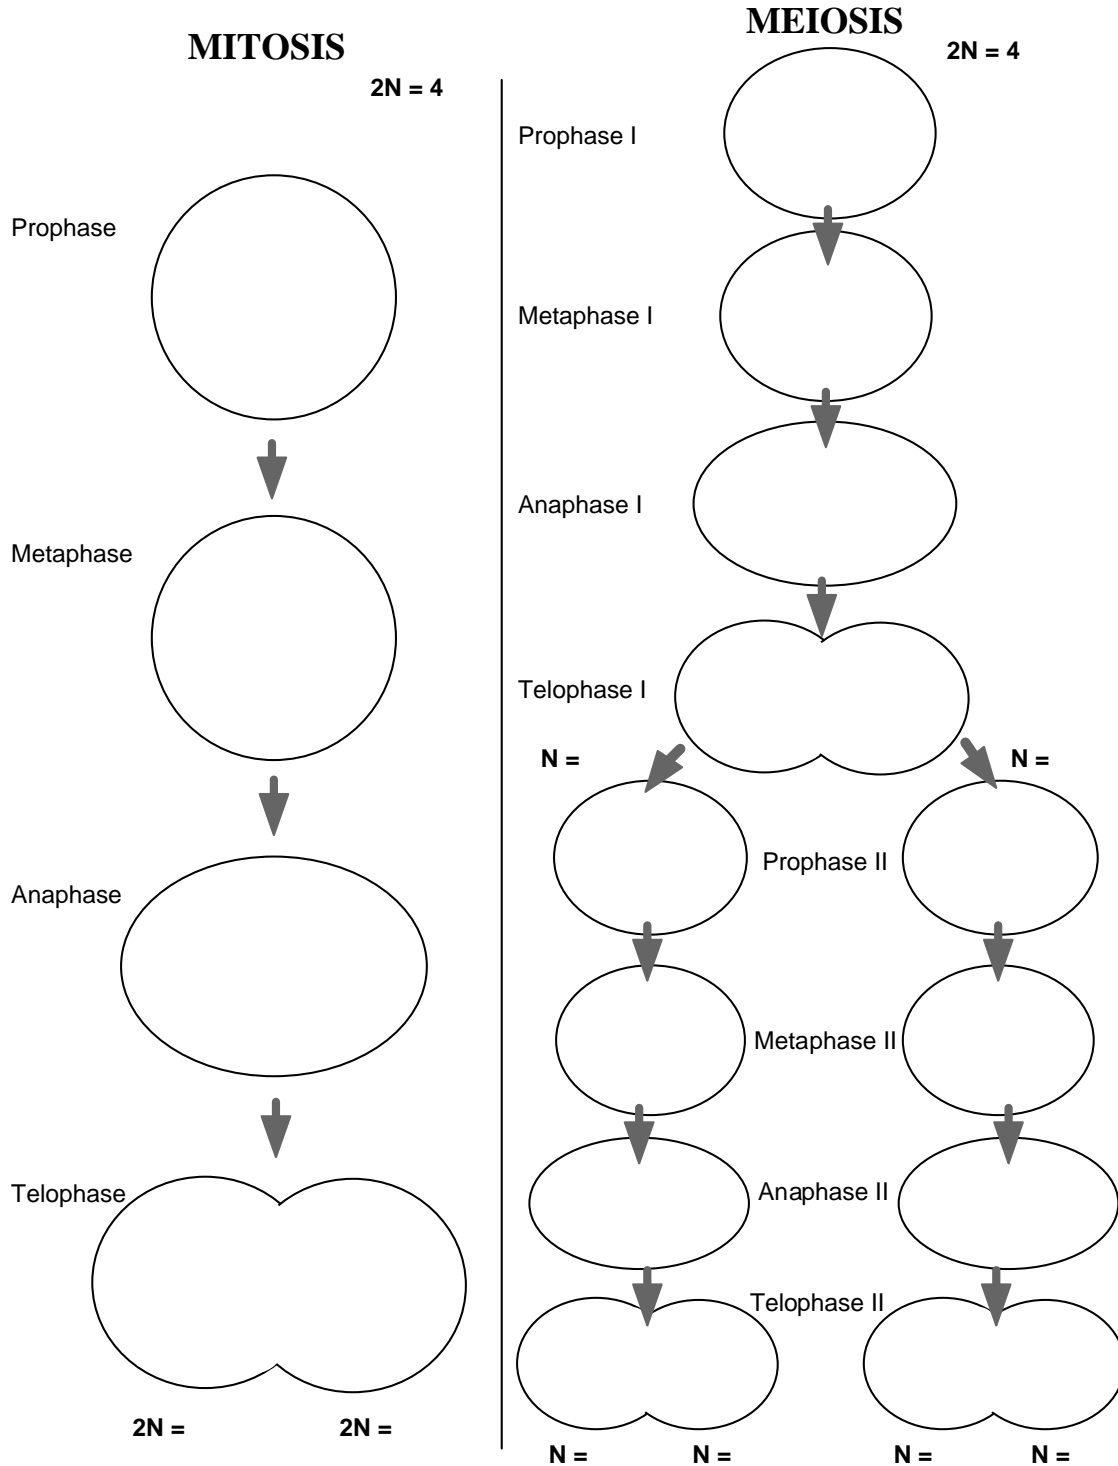 MITOSIS
2N = 4
Prophase
Metaphase
Anaphase
Telophase
2N =
2N =
MEIOSIS
2N = 4
Prophase I
Metaphase I
Anaphase I
Telophase I
N =
N =
Prophase II
Metaphase II
Anaphase II
Telophase II
N =
N =
N =
N =